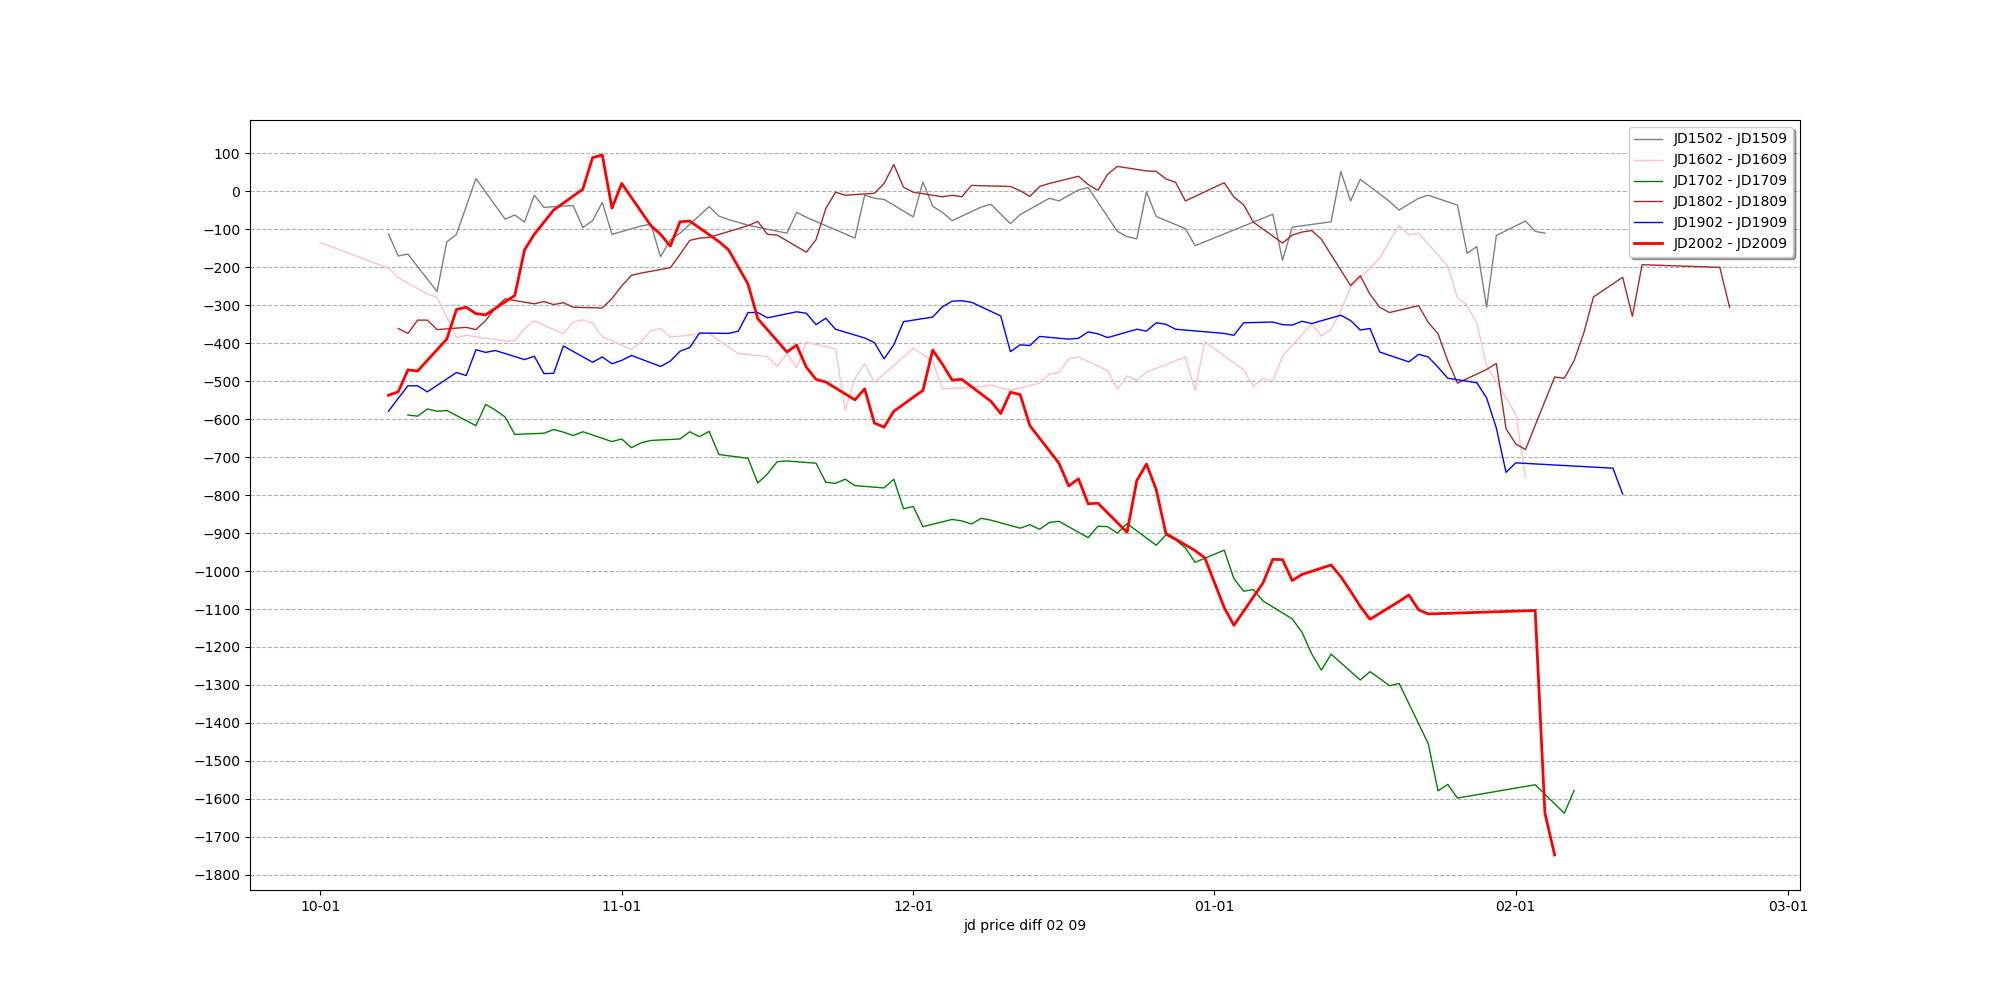 JD1502 - JD1509
JD1602 - JD1609
JD1702 - JD1709
JD1802 - JD1809
JD1902 - JD1909
JD2002 - JD2009
100
0
−100
−200
−300
−400
−500
−600
−700
−800
−900
−1000
−1100
−1200
−1300
−1400
−1500
−1600
−1700
−1800
10-01 11-01 12-01 01-01 02-01 03-01
jd price diff 02 09